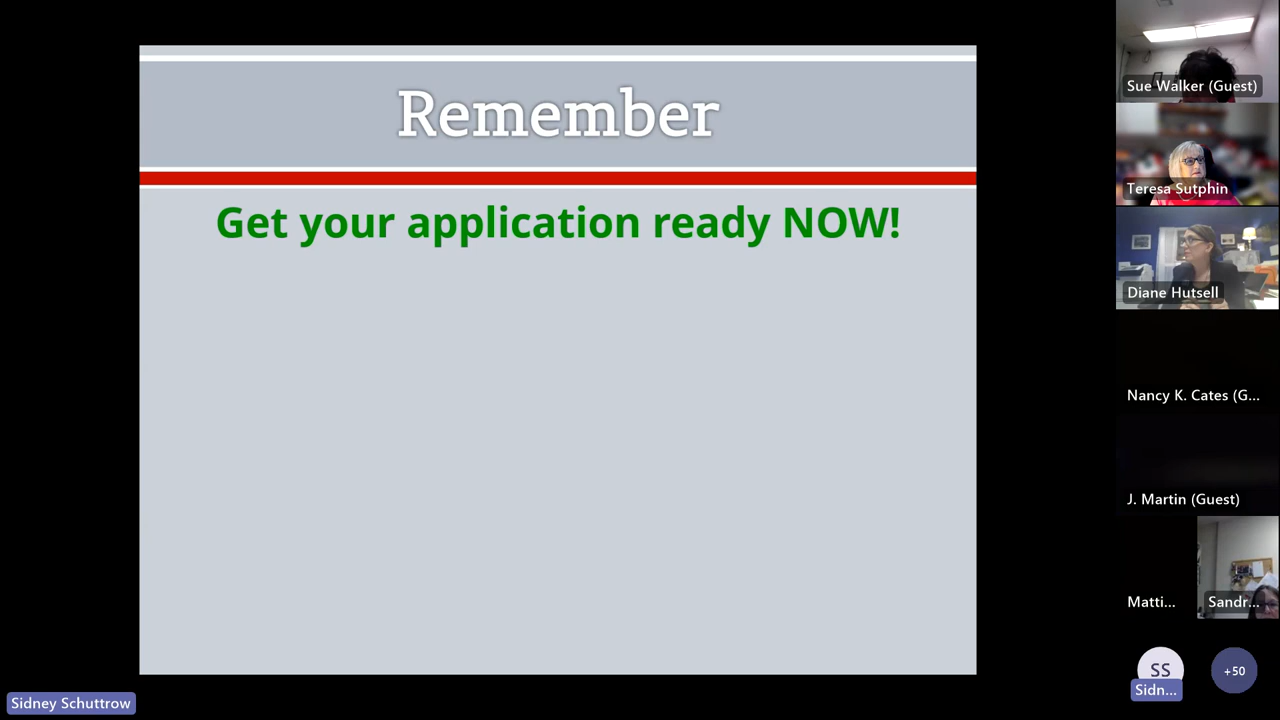 Remember
Get your application ready NOW!
Sue Walker (Guest)
Teresa Sutphin
Diane Hutsell
Nancy K. Cates (G...
J. Martin (Guest)
Matti...
Sandr...
SS
+50
Sidn...
Sidney Schuttrow